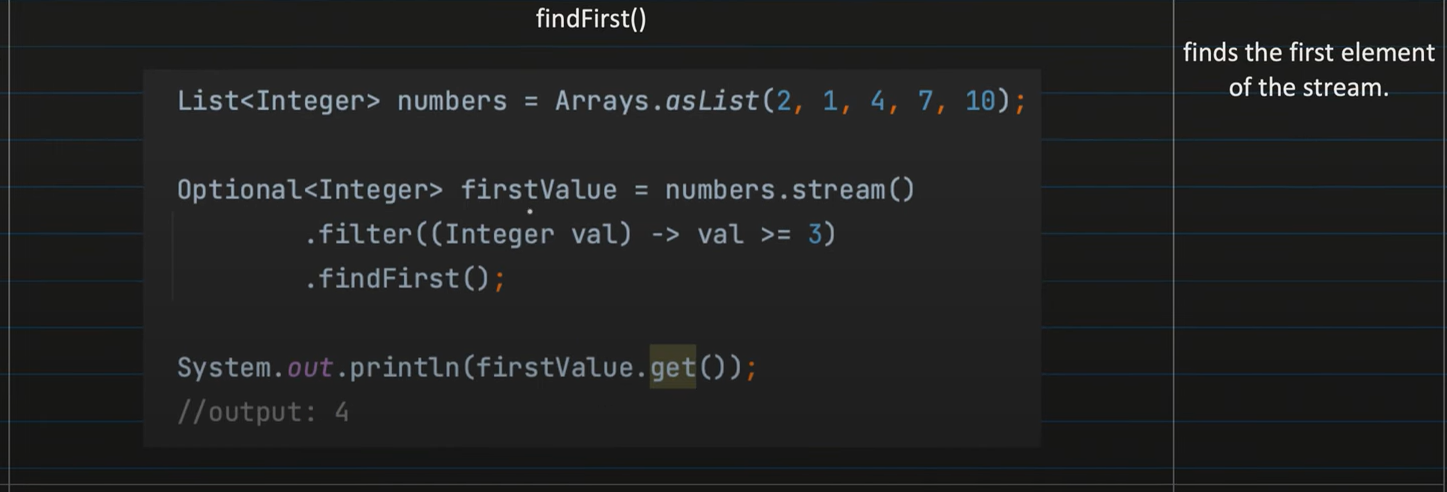 findFirst()
List<Integer> numbers = Arrays.asList(2, 1, 4, 7, 10);
Optional<Integer> firstValue = numbers.stream()
.filter((Integer val) -> val >= 3)
.findFirst();
System.out.println(firstValue.get());
//output: 4
finds the first element
of the stream.